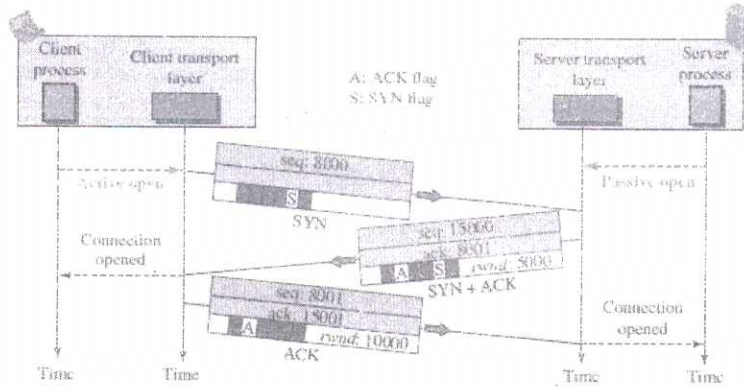 Client
process
Client transport
layer
A: ACK flag
S: SYN flag
Server transport
layer
Server
process
Active open
seq: 8000
S
SYN
Passive open
seq: 15000
ack: 8001
A S rwnd: 5000
SYN + ACK
Connection
opened
seq: 8001
ack: 15001
A rwnd: 10000
ACK
Connection
opened
Time
Time
Time
Time